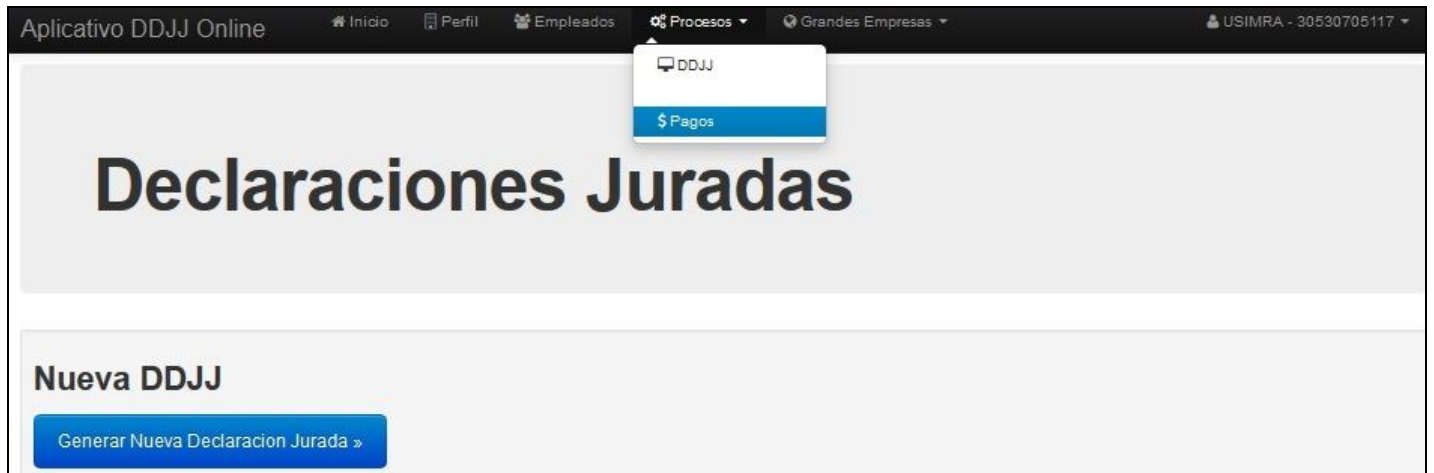 Aplicativo DDJJ Online Inicio Perfil Empleados Procesos Grandes Empresas USIMRA - 30530705117
DDJJ
$ Pagos
Declaraciones Juradas
Nueva DDJJ
Generar Nueva Declaracion Jurada »